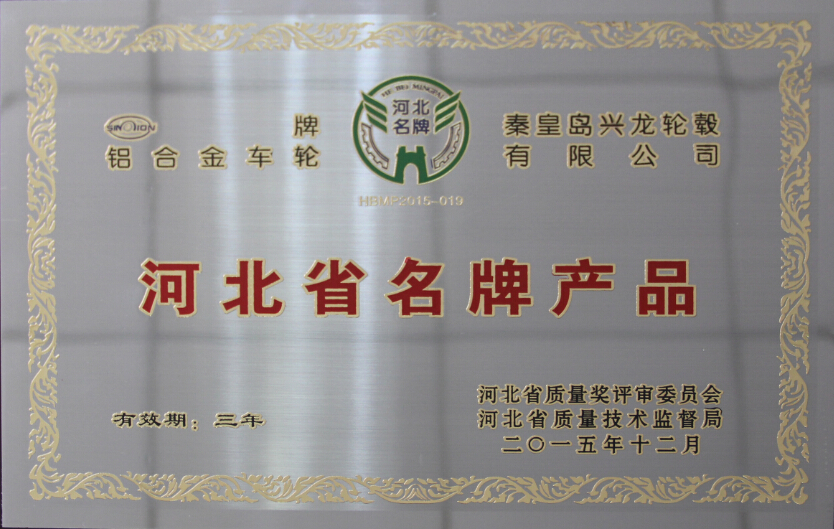 SINOLION 牌
铝合金车轮
河北
名牌
HBMP2015-019
秦皇岛兴龙轮毂
有限公司
河北省名牌产品
有效期：三年
河北省质量奖评审委员会
河北省质量技术监督局
二〇一五年十二月